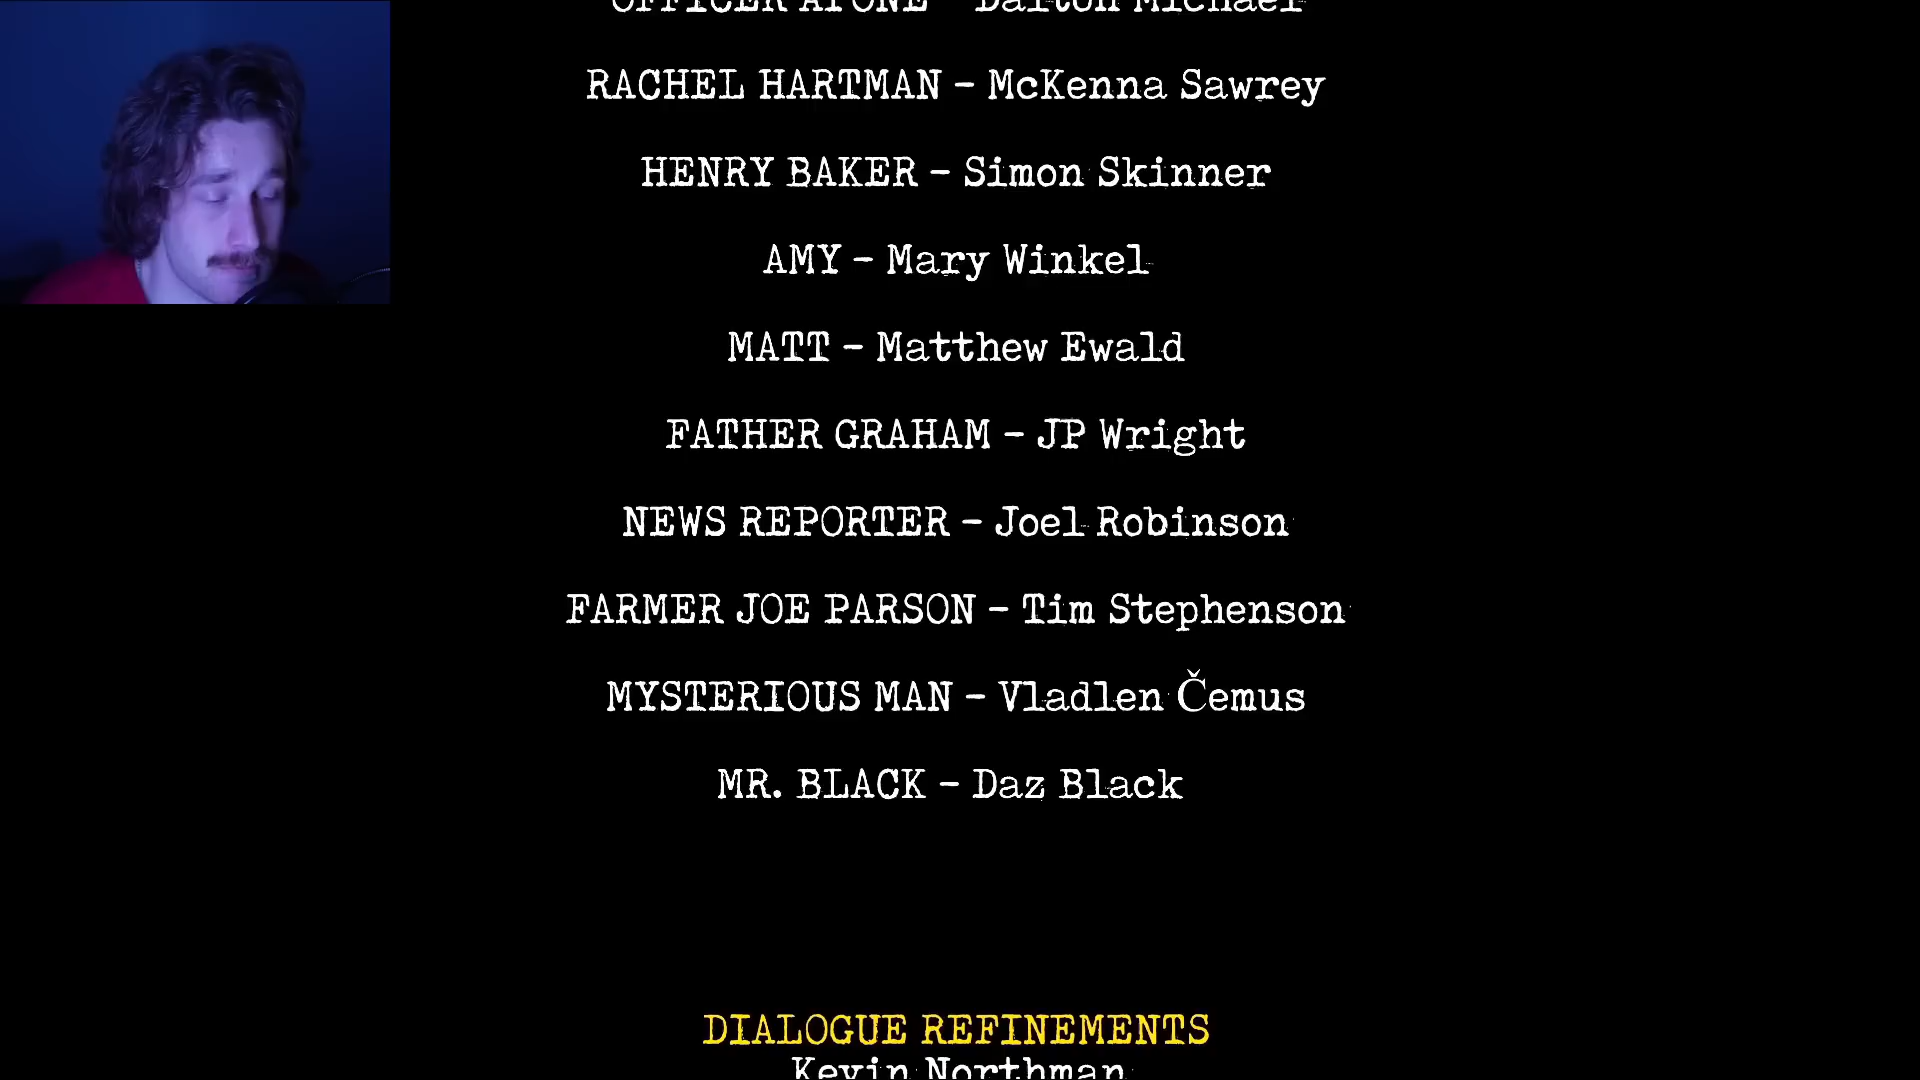 RACHEL HARTMAN - McKenna Sawrey
HENRY BAKER - Simon Skinner
AMY - Mary Winkel
MATT - Matthew Ewald
FATHER GRAHAM - JP Wright
NEWS REPORTER - Joel Robinson
FARMER JOE PARSON - Tim Stephenson
MYSTERIOUS MAN - Vladlen Čemus
MR. BLACK - Daz Black
DIALOGUE REFINEMENTS
Kevin Northman